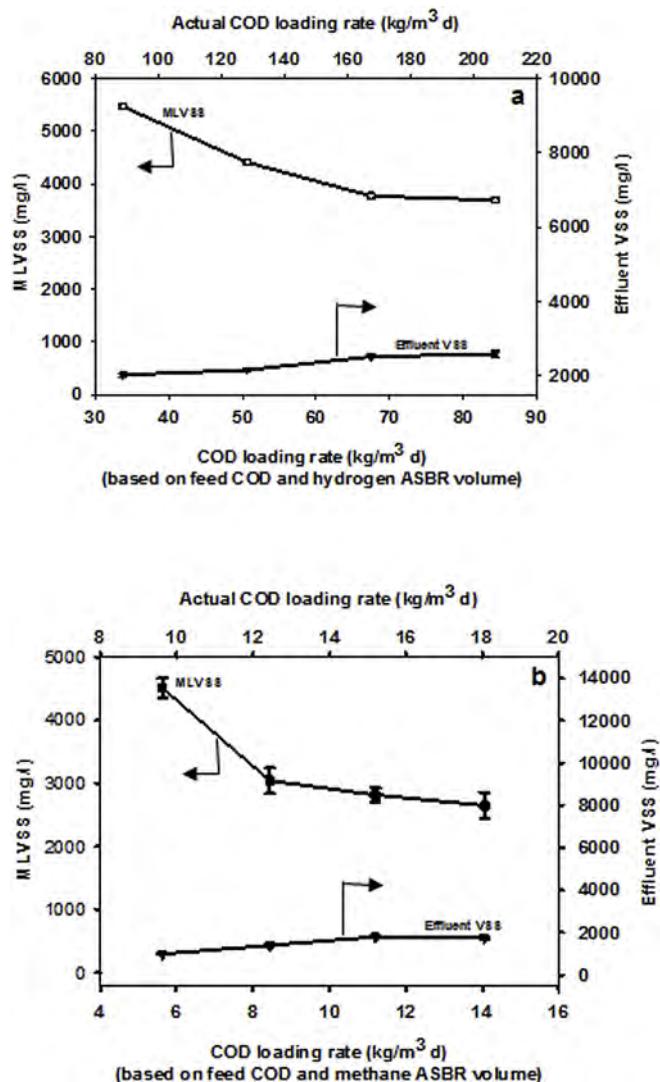 Actual COD loading rate (kg/m³ d)
80 100 120 140 160 180 200 220
6000 10000
a
MLVSS
5000
8000
4000
MLVSS (mg/l)
Effluent VSS (mg/l)
3000 6000
2000
4000
1000
Effluent VSS
2000
0
30 40 50 60 70 80 90
COD loading rate (kg/m³ d)
(based on feed COD and hydrogen ASBR volume)
Actual COD loading rate (kg/m³ d)
8 10 12 14 16 18 20
5000
b
MLVSS
14000
4000
12000
10000
3000
MLVSS (mg/l)
Effluent VSS (mg/l)
8000
2000
6000
1000
4000
Effluent VSS
2000
0 0
4 6 8 10 12 14 16
COD loading rate (kg/m³ d)
(based on feed COD and methane ASBR volume)